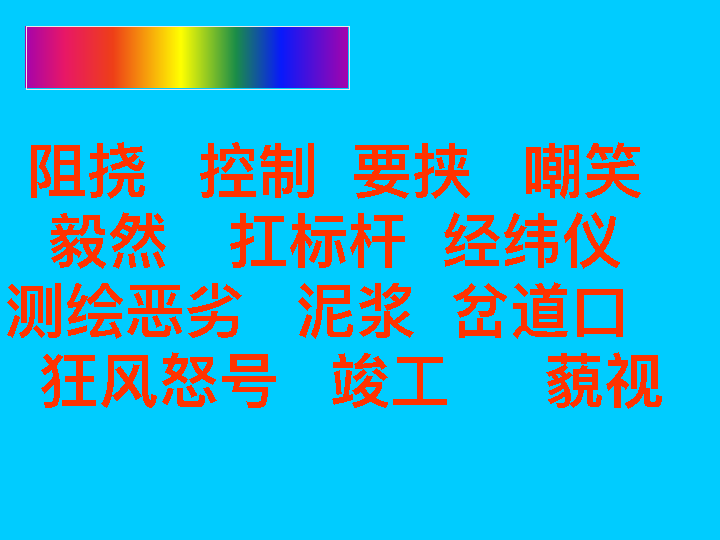 阻挠 控制 要挟 嘲笑
毅然 扛标杆 经纬仪
测绘恶劣 泥浆 岔道口
狂风怒号 竣工 藐视